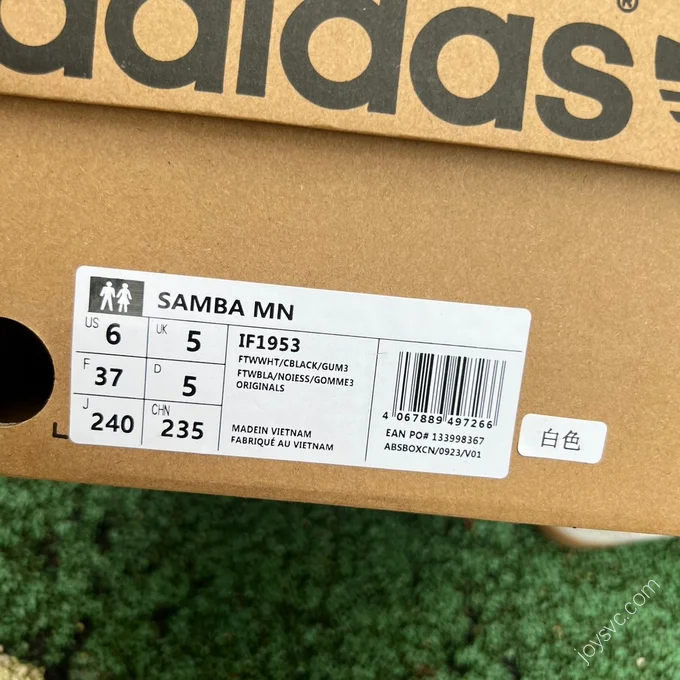 adidas®
SAMBA MN
US 6 UK 5
F 37 D 5
J 240 CHN 235
IF1953
FTWWHT/CBLACK/GUM3
FTWBLA/NOIESS/GOMME3
ORIGINALS
MADEIN VIETNAM
FABRIQUÉ AU VIETNAM
4 067889 497266
EAN PO# 133998367
ABSBOXCN/0923/V01
白色
joysvc.com